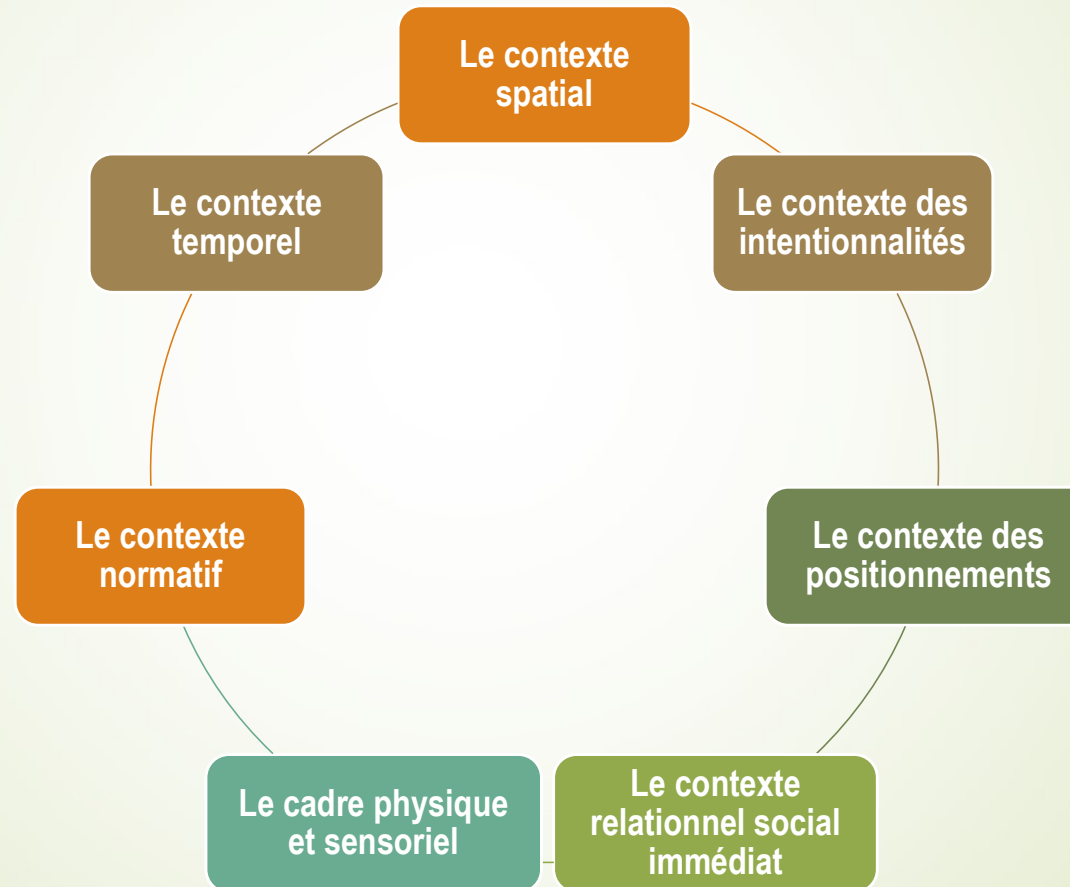 Le contexte
spatial
Le contexte des
intentionnalités
Le contexte des
positionnements
Le contexte
relationnel social
immédiat
Le cadre physique
et sensoriel
Le contexte
normatif
Le contexte
temporel